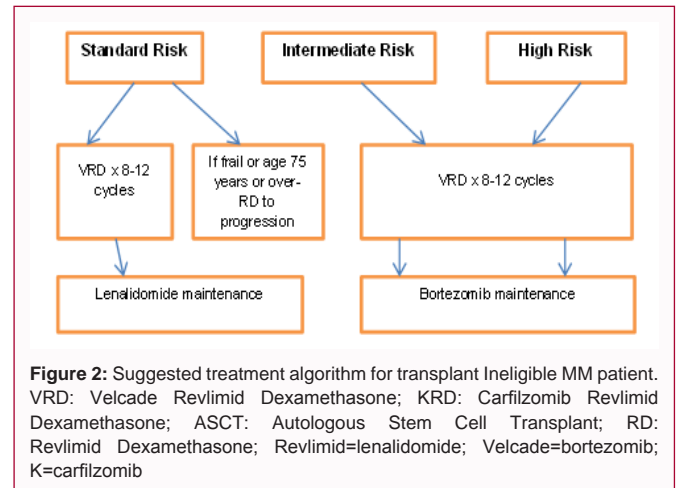 Standard Risk
Intermediate Risk
High Risk
VRD x 8-12
cycles
If frail or age 75
years or over-
RD to
progression
VRD x 8-12 cycles
Lenalidomide maintenance
Bortezomib maintenance
Figure 2: Suggested treatment algorithm for transplant Ineligible MM patient.
VRD: Velcade Revlimid Dexamethasone; KRD: Carfilzomib Revlimid
Dexamethasone; ASCT: Autologous Stem Cell Transplant; RD:
Revlimid Dexamethasone; Revlimid=lenalidomide; Velcade=bortezomib;
K=carfilzomib